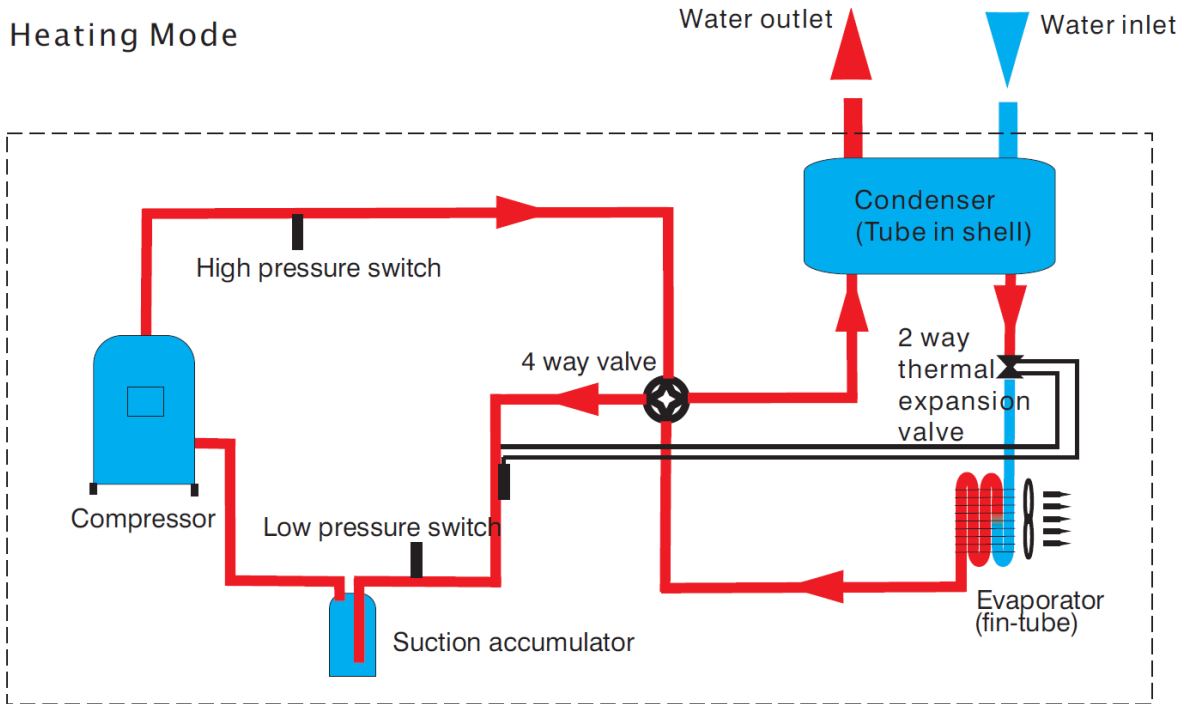 Heating Mode
Water outlet
Water inlet
Condenser
(Tube in shell)
High pressure switch
4 way valve
2 way
thermal
expansion
valve
Compressor
Low pressure switch
Evaporator
(fin-tube)
Suction accumulator